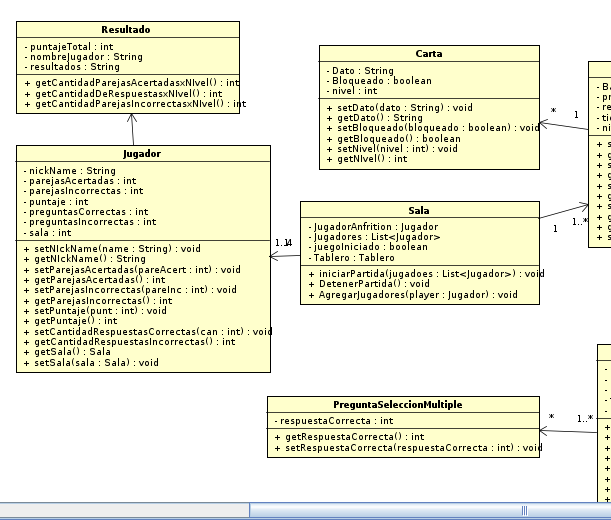 Resultado
- puntajeTotal : int
- nombreJugador : String
- resultados : String
+ getCantidadParejasAcertadasxNivel() : int
+ getCantidadDeRespuestasxNivel() : int
+ getCantidadParejasIncorrectasxNivel() : int
Jugador
- nickName : String
- parejasAcertadas : int
- parejasIncorrectas : int
- puntaje : int
- preguntasCorrectas : int
- preguntasIncorrectas : int
- sala : int
+ setNickName(name : String) : void
+ getNickName() : String
+ setParejasAcertadas(pareAcert : int) : void
+ getParejasAcertadas() : int
+ setParejasIncorrectas(pareInc : int) : void
+ getParejasIncorrectas() : int
+ setPuntaje(punt : int) : void
+ getPuntaje() : int
+ setCantidadRespuestasCorrectas(can : int) : void
+ getCantidadRespuestasIncorrectas() : int
+ getSala() : Sala
+ setSala(sala : Sala) : void
Carta
- Dato : String
- Bloqueado : boolean
- nivel : int
+ setDato(dato : String) : void
+ getDato() : String
+ setBloqueado(bloqueado : boolean) : void
+ getBloqueado() : boolean
+ setNivel(nivel : int) : void
+ getNivel() : int
* 1
Sala
- JugadorAnfrition : Jugador
- Jugadores : List<Jugador>
- juegoIniciado : boolean
- Tablero : Tablero
+ iniciarPartida(jugadoes : List<Jugador>) : void
+ DetenerPartida() : void
+ AgregarJugadores(player : Jugador) : void
1 1..*
PreguntaSeleccionMultiple
- respuestaCorrecta : int
+ getRespuestaCorrecta() : int
+ setRespuestaCorrecta(respuestaCorrecta : int) : void
* 1..*